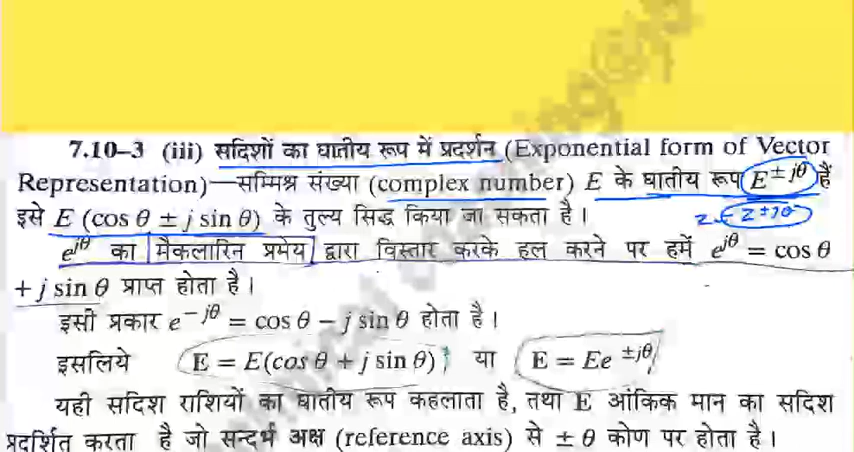 7.10–3 (iii) सदिशों का घातीय रूप में प्रदर्शन (Exponential form of Vector
Representation)—सम्मिश्र संख्या (complex number) E के घातीय रूप E^{± jθ} हैं
इसे E (cos θ ± j sin θ) के तुल्य सिद्ध किया जा सकता है।
e^{jθ} का मैकलारिन प्रमेय द्वारा विस्तार करके हल करने पर हमें e^{jθ} = cos θ
+ j sin θ प्राप्त होता है।
इसी प्रकार e^{−jθ} = cos θ − j sin θ होता है।
इसलिये E = E(cos θ + j sin θ) या E = Ee^{±jθ}
यही सदिश राशियों का घातीय रूप कहलाता है, तथा E आंकिक मान का सदिश
प्रदर्शित करता है जो सन्दर्भ अक्ष (reference axis) से ± θ कोण पर होता है।